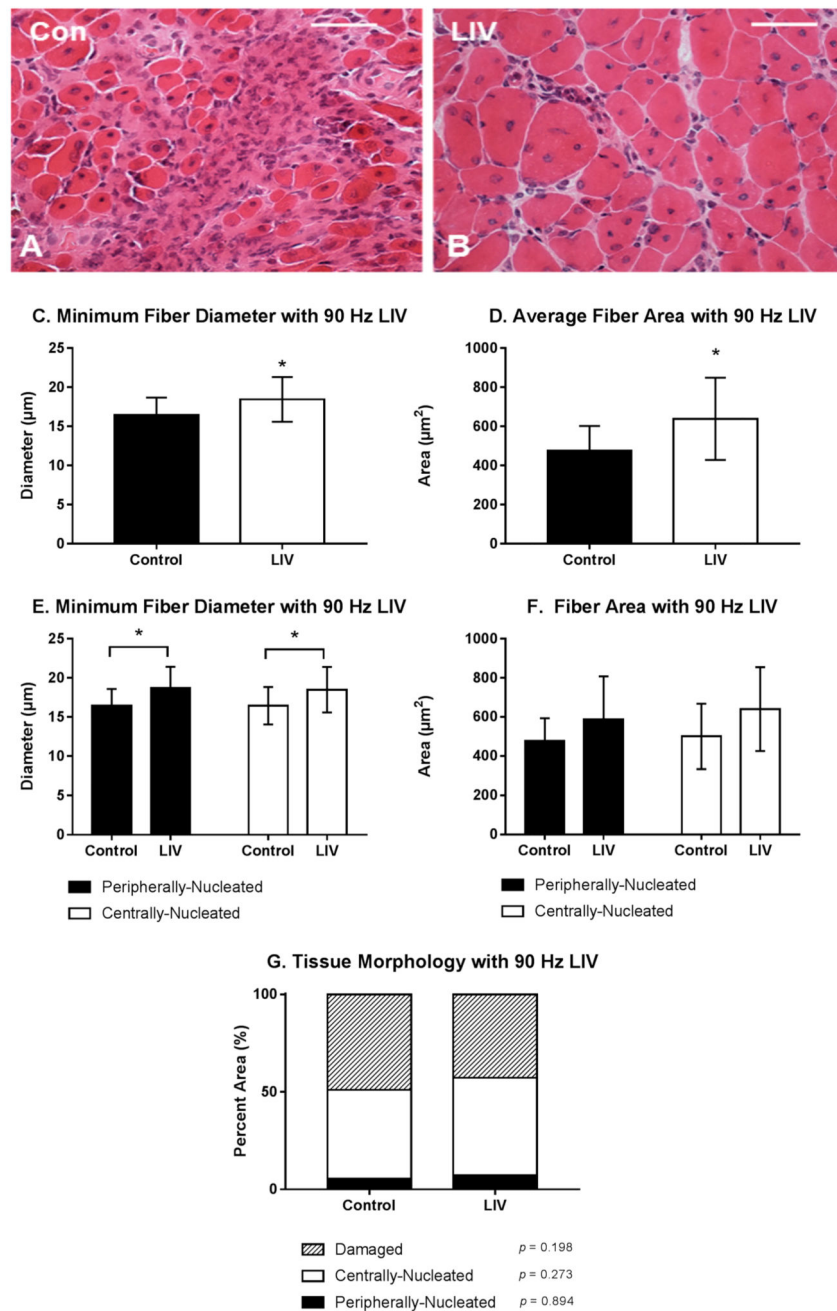 Con
LIV
A
B
C. Minimum Fiber Diameter with 90 Hz LIV
Diameter (µm)
25
20
15
10
5
0
*
Control
LIV
D. Average Fiber Area with 90 Hz LIV
Area (µm²)
1000
800
600
400
200
0
*
Control
LIV
E. Minimum Fiber Diameter with 90 Hz LIV
Diameter (µm)
25
20
15
10
5
0
*
*
Control LIV Control LIV
Peripherally-Nucleated
Centrally-Nucleated
F. Fiber Area with 90 Hz LIV
Area (µm²)
1000
800
600
400
200
0
Control LIV Control LIV
Peripherally-Nucleated
Centrally-Nucleated
G. Tissue Morphology with 90 Hz LIV
Percent Area (%)
100
50
0
Control
LIV
Damaged p = 0.198
Centrally-Nucleated p = 0.273
Peripherally-Nucleated p = 0.894